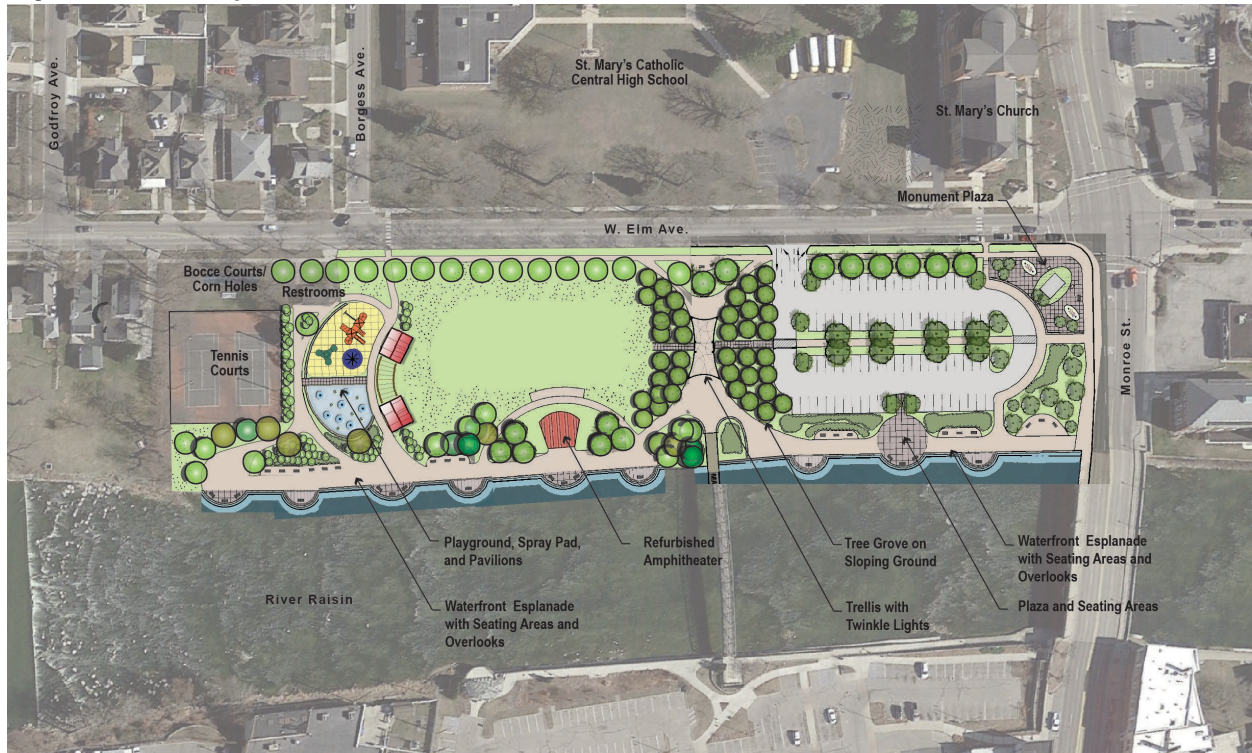 Godfroy Ave.
Borgess Ave.
St. Mary's Catholic
Central High School
St. Mary's Church
Monument Plaza
W. Elm Ave.
Bocce Courts/
Corn Holes
Restrooms
Tennis
Courts
Monroe St.
Playground, Spray Pad,
and Pavilions
Refurbished
Amphitheater
Tree Grove on
Sloping Ground
Waterfront Esplanade
with Seating Areas and
Overlooks
River Raisin
Waterfront Esplanade
with Seating Areas and
Overlooks
Trellis with
Twinkle Lights
Plaza and Seating Areas